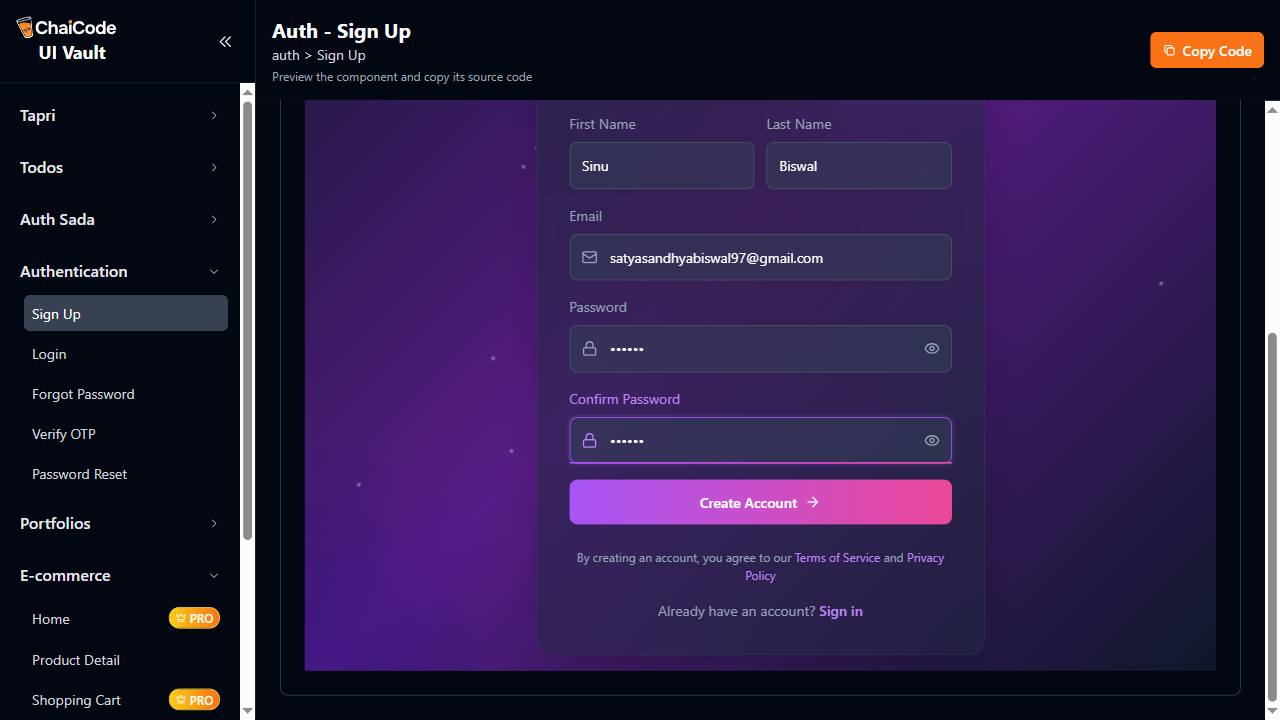 ChaiCode
UI Vault
Tapri
Todos
Auth Sada
Authentication
Sign Up
Login
Forgot Password
Verify OTP
Password Reset
Portfolios
E-commerce
Home PRO
Product Detail
Shopping Cart PRO
Auth - Sign Up
auth > Sign Up
Preview the component and copy its source code
Copy Code
First Name Last Name
Sinu Biswal
Email
satyasandhyabiswal97@gmail.com
Password
••••••
Confirm Password
••••••
Create Account →
By creating an account, you agree to our Terms of Service and Privacy
Policy
Already have an account? Sign in